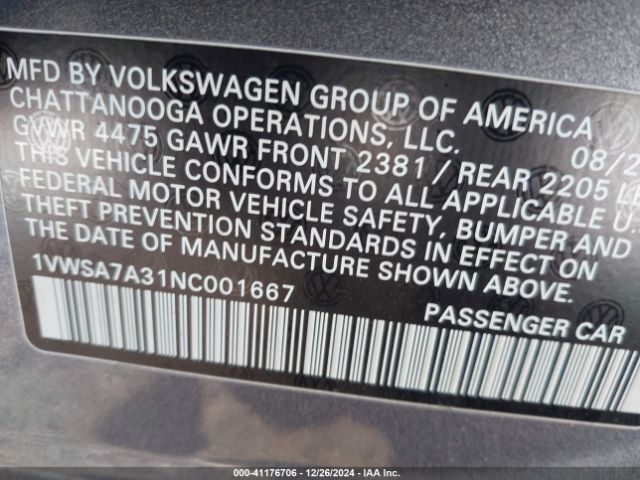 MFD BY VOLKSWAGEN GROUP OF AMERICA
CHATTANOOGA OPERATIONS, LLC. 08/2
GVWR 4475 GAWR FRONT 2381 / REAR 2205
THIS VEHICLE CONFORMS TO ALL APPLICABLE U.
FEDERAL MOTOR VEHICLE SAFETY, BUMPER AND
THEFT PREVENTION STANDARDS IN EFFECT ON
THE DATE OF MANUFACTURE SHOWN ABOVE.
1VWSA7A31NC001667 PASSENGER CAR
000-41176706 - 12/26/2024 - IAA Inc.